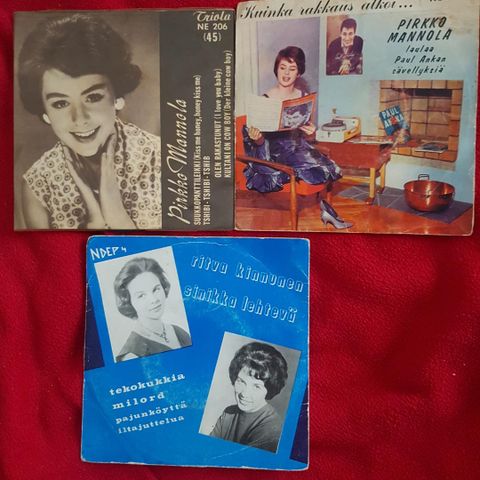 Triola
NE 206
(45)
Pirkko Mannola
SUUKKOPANTTILEIKKI (Kiss me honey, honey kiss me)
TSHIBI - TSHIBI - TSHIB
OLEN RAKASTUNUT (I love you baby)
KULTANI ON COW BOY (Der kleine cow boy)
Kuinka rakkaus alkoi...
PIRKKO
MANNOLA
laulaa
Paul Ankan
sävellyksiä
PAUL
ANKA
NDEP 4
ritva kinnunen
sinikka lehtevä
tekokukkia
milord
pajunköyttä
iltajuttelua